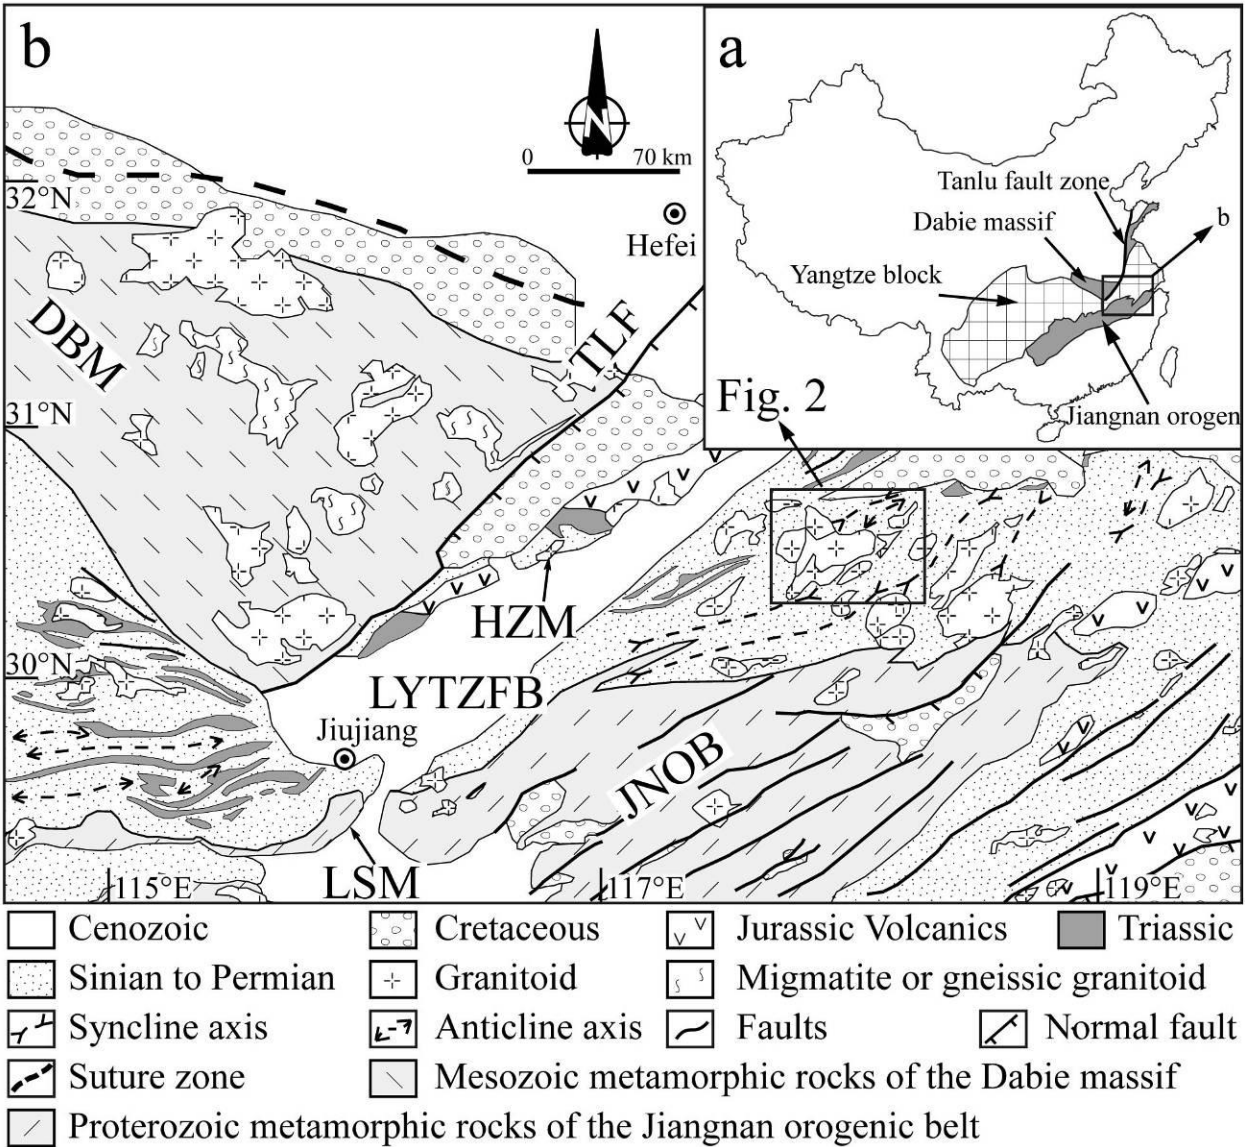 b
N
0 70 km
32°N
Hefei
DBM
TLF
31°N
HZM
30°N
LYTZFB
Jiujiang
JNOB
LSM
115°E 117°E 119°E
a
Tanlu fault zone
Dabie massif
b
Yangtze block
Fig. 2
Jiangnan orogen
Cenozoic Cretaceous Jurassic Volcanics Triassic
Sinian to Permian Granitoid Migmatite or gneissic granitoid
Syncline axis Anticline axis Faults Normal fault
Suture zone Mesozoic metamorphic rocks of the Dabie massif
Proterozoic metamorphic rocks of the Jiangnan orogenic belt